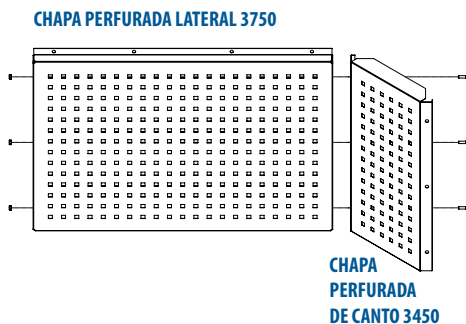 CHAPA PERFURADA LATERAL 3750
CHAPA
PERFURADA
DE CANTO 3450